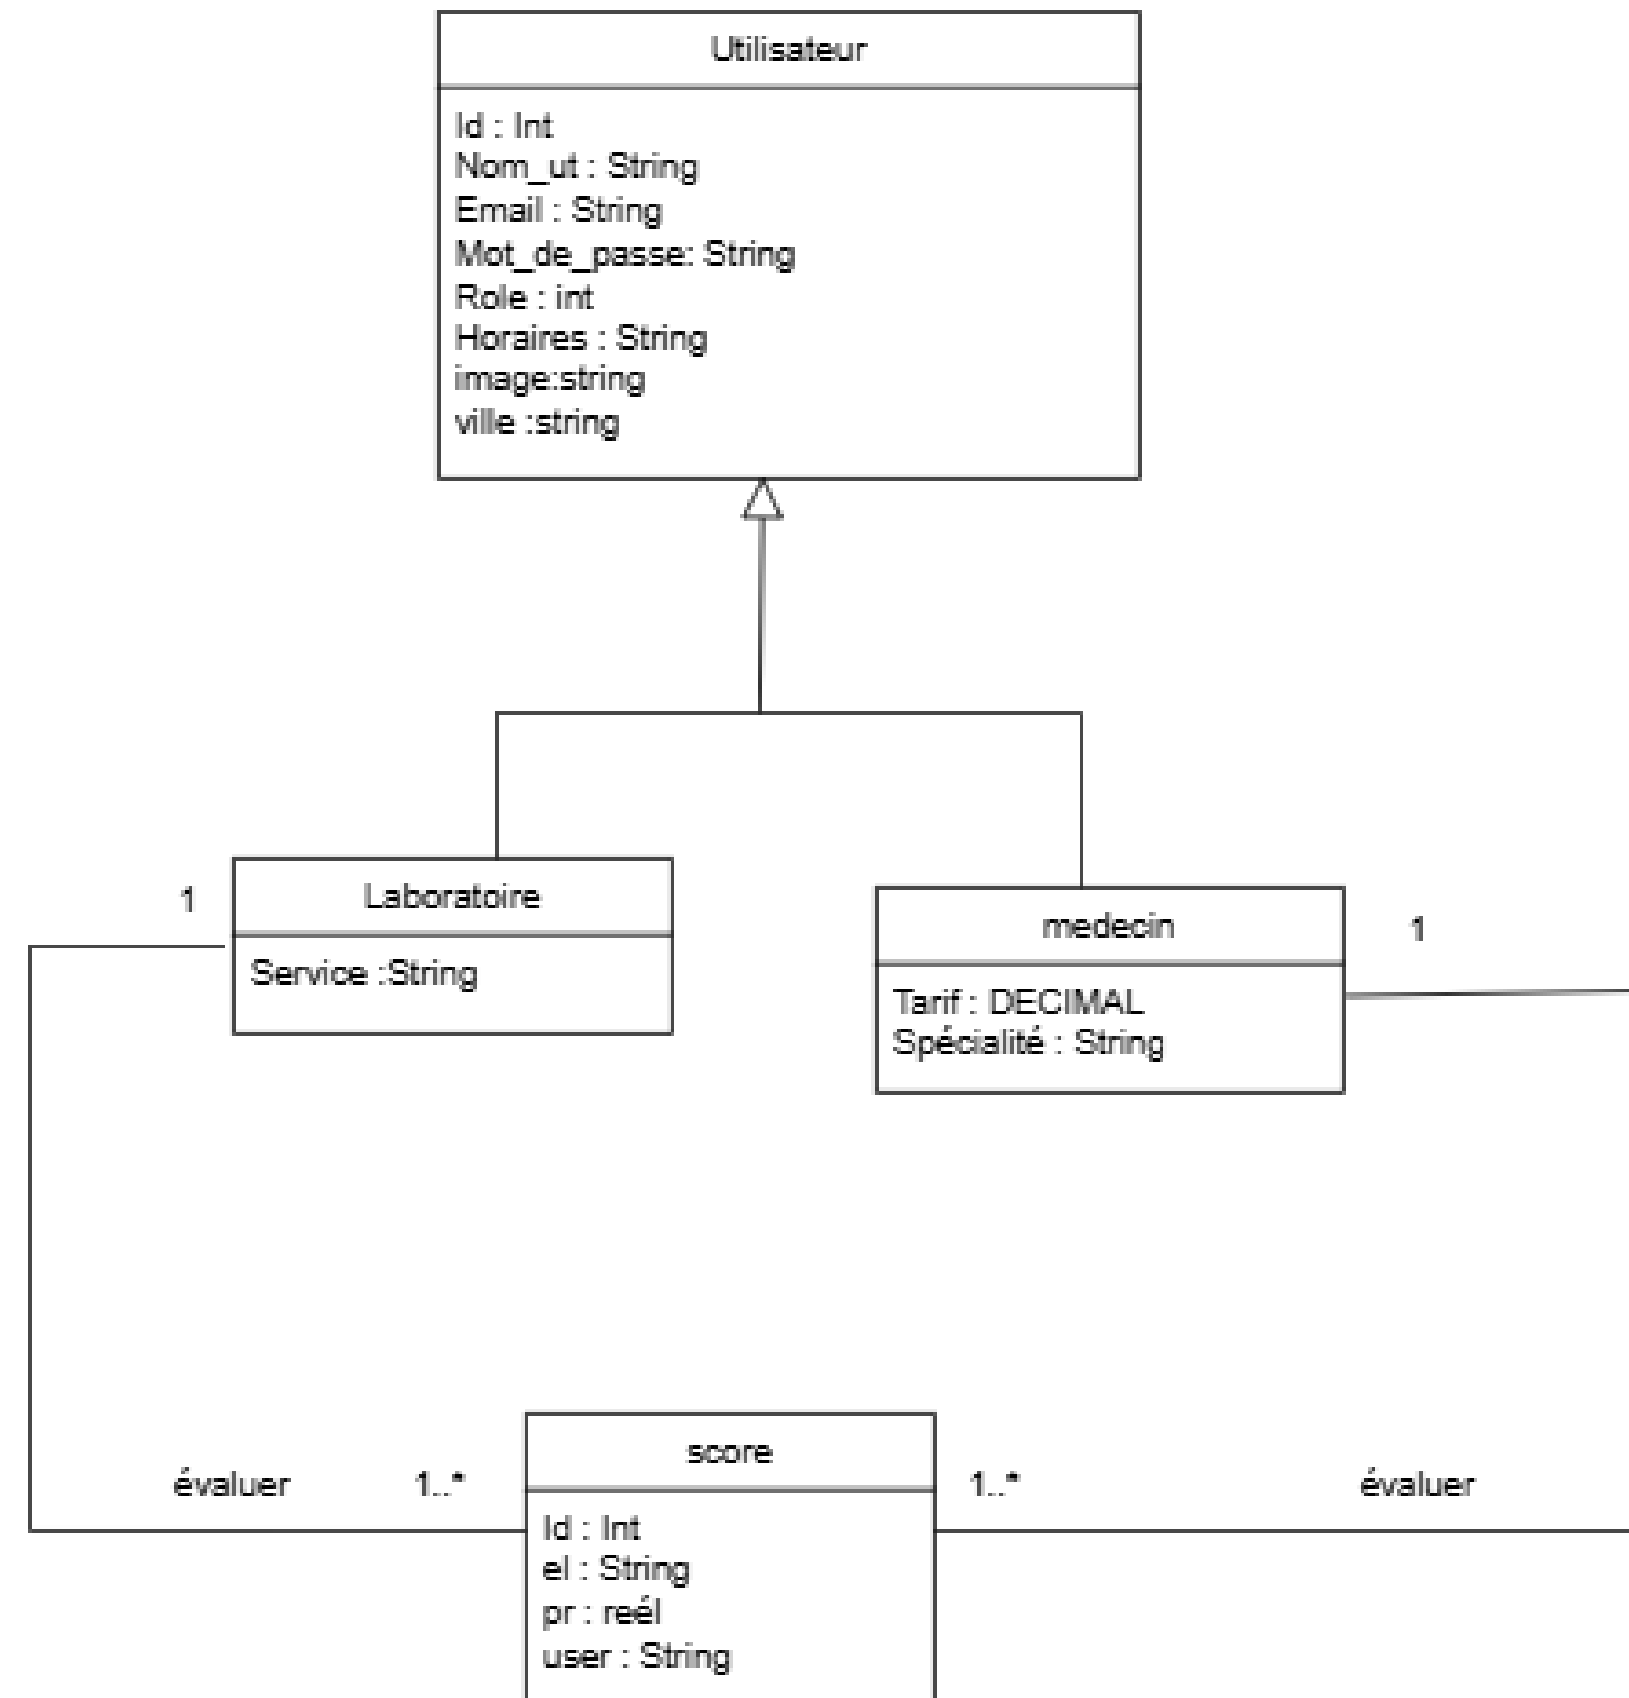 Utilisateur
Id : Int
Nom_ut : String
Email : String
Mot_de_passe: String
Role : int
Horaires : String
image:string
ville :string
1
Laboratoire
Service :String
medecin
1
Tarif : DECIMAL
Spécialité : String
évaluer
1..*
score
1..*
évaluer
Id : Int
el : String
pr : reél
user : String